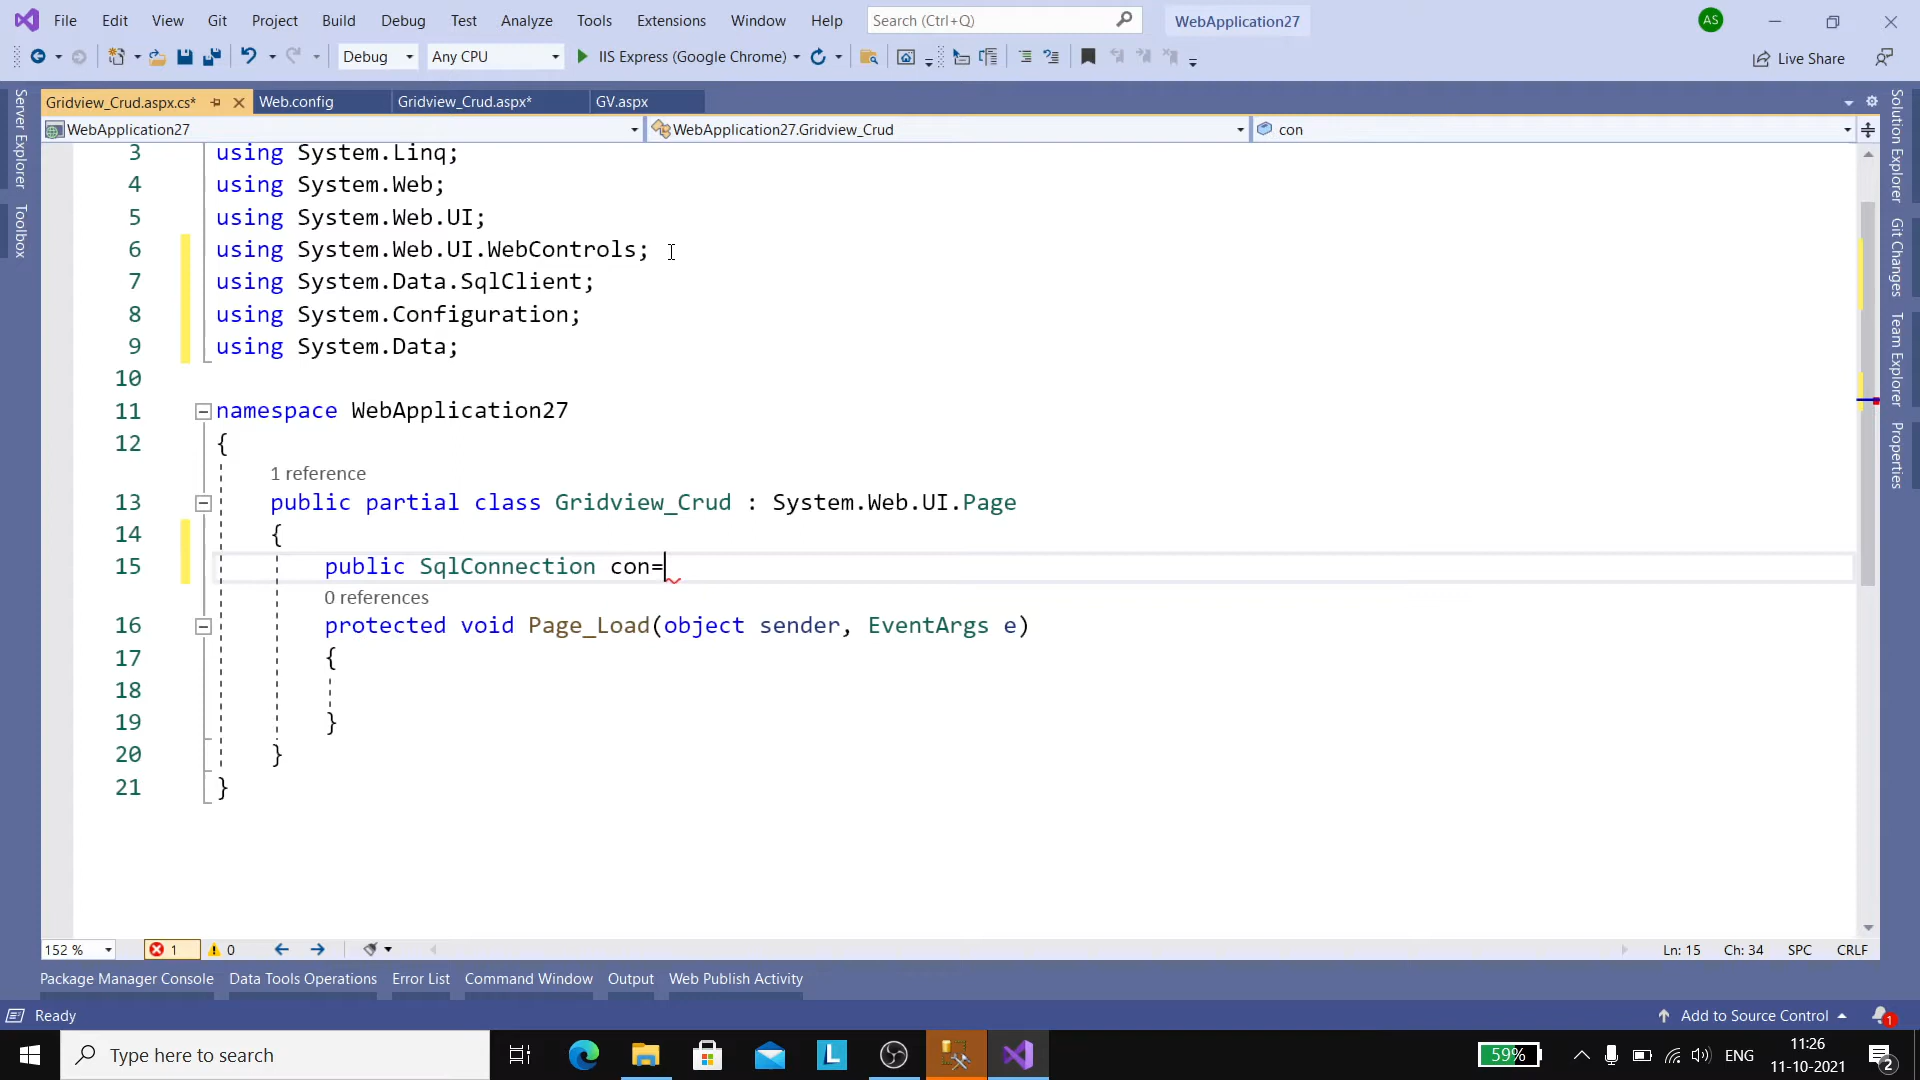 File Edit View Git Project Build Debug Test Analyze Tools Extensions Window Help Search (Ctrl+Q) WebApplication27 AS
Debug Any CPU IIS Express (Google Chrome) Live Share
Gridview_Crud.aspx.cs* Web.config Gridview_Crud.aspx* GV.aspx
WebApplication27 WebApplication27.Gridview_Crud con
3 using System.Linq;
4 using System.Web;
5 using System.Web.UI;
6 using System.Web.UI.WebControls;
7 using System.Data.SqlClient;
8 using System.Configuration;
9 using System.Data;
10
11 namespace WebApplication27
12 {
1 reference
13 public partial class Gridview_Crud : System.Web.UI.Page
14 {
15 public SqlConnection con=
0 references
16 protected void Page_Load(object sender, EventArgs e)
17 {
18
19 }
20 }
21 }
Server Explorer
Toolbox
Solution Explorer
Git Changes
Team Explorer
Properties
152 % 1 0 Ln: 15 Ch: 34 SPC CRLF
Package Manager Console Data Tools Operations Error List Command Window Output Web Publish Activity
Ready Add to Source Control 1
Type here to search L 59% ENG 11:26
11-10-2021 2